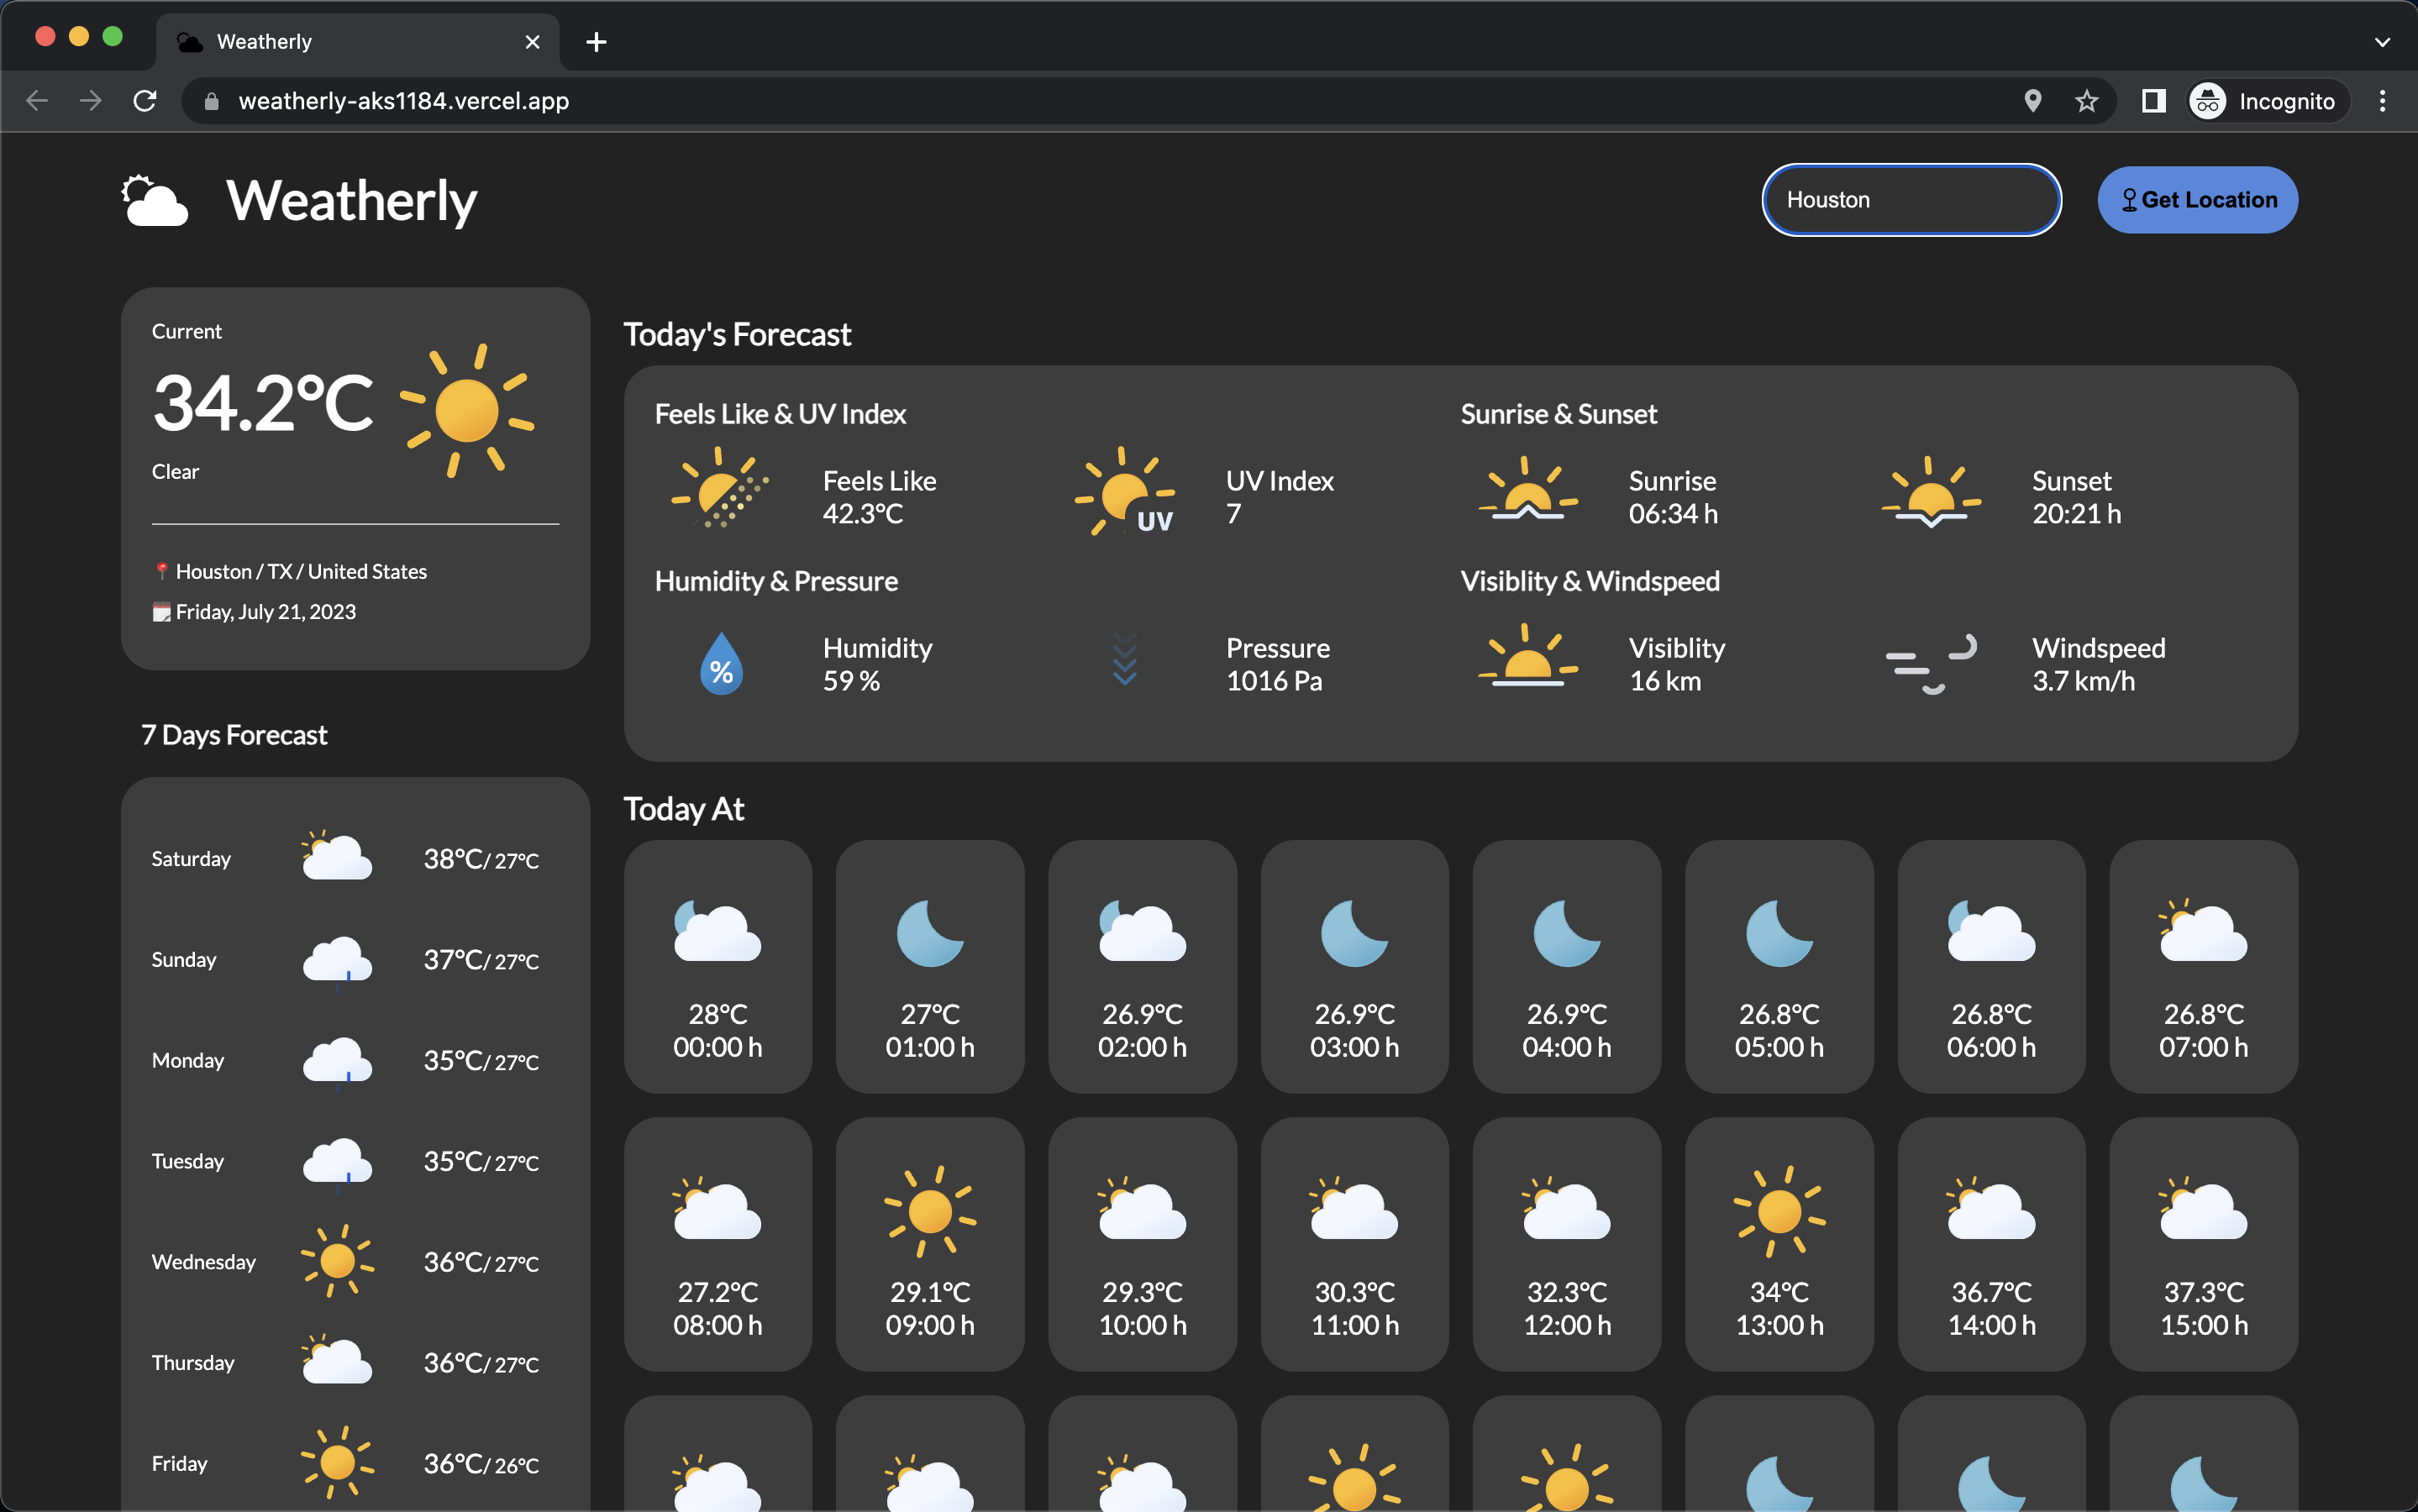 Weatherly
weatherly-aks1184.vercel.app
Incognito
Weatherly
Houston
Get Location
Current
34.2°C
Clear
Houston / TX / United States
Friday, July 21, 2023
Today's Forecast
Feels Like & UV Index
Feels Like
42.3°C
UV
UV Index
7
Sunrise & Sunset
Sunrise
06:34 h
Sunset
20:21 h
Humidity & Pressure
%
Humidity
59 %
Pressure
1016 Pa
Visiblity & Windspeed
Visiblity
16 km
Windspeed
3.7 km/h
7 Days Forecast
Saturday 38°C/ 27°C
Sunday 37°C/ 27°C
Monday 35°C/ 27°C
Tuesday 35°C/ 27°C
Wednesday 36°C/ 27°C
Thursday 36°C/ 27°C
Friday 36°C/ 26°C
Today At
28°C
00:00 h
27°C
01:00 h
26.9°C
02:00 h
26.9°C
03:00 h
26.9°C
04:00 h
26.8°C
05:00 h
26.8°C
06:00 h
26.8°C
07:00 h
27.2°C
08:00 h
29.1°C
09:00 h
29.3°C
10:00 h
30.3°C
11:00 h
32.3°C
12:00 h
34°C
13:00 h
36.7°C
14:00 h
37.3°C
15:00 h